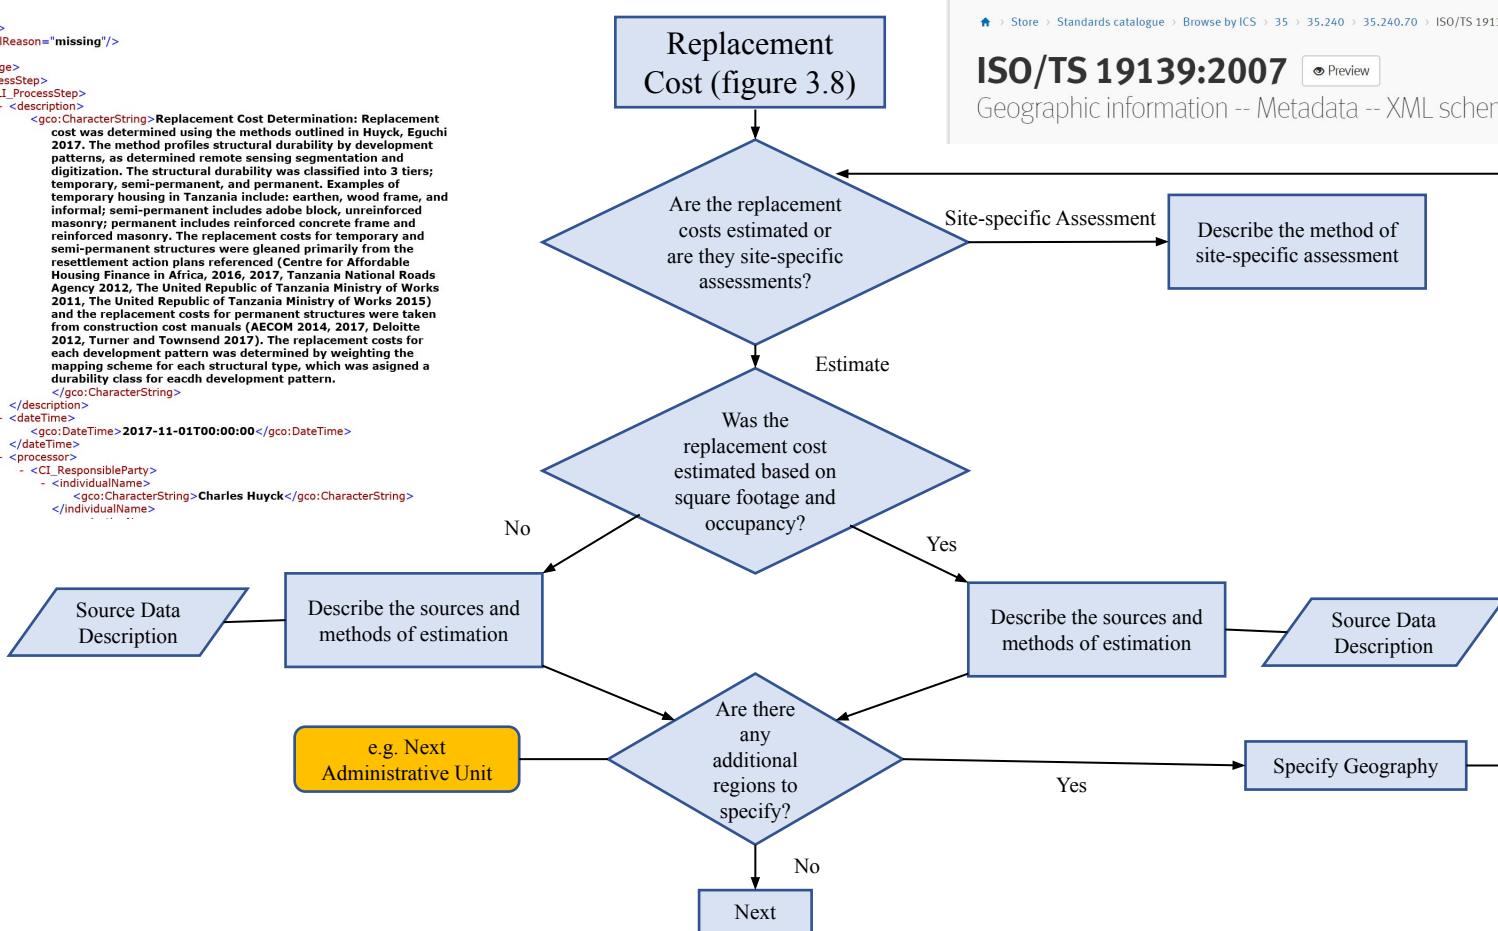 >
lReason="missing"/>
ge>
essStep>
LI_ProcessStep>
- <description>
<gco:CharacterString>Replacement Cost Determination: Replacement
cost was determined using the methods outlined in Huyck, Eguchi
2017. The method profiles structural durability by development
patterns, as determined remote sensing segmentation and
digitization. The structural durability was classified into 3 tiers;
temporary, semi-permanent, and permanent. Examples of
temporary housing in Tanzania include: earthen, wood frame, and
informal; semi-permanent includes adobe block, unreinforced
masonry; permanent includes reinforced concrete frame and
reinforced masonry. The replacement costs for temporary and
semi-permanent structures were gleaned primarily from the
resettlement action plans referenced (Centre for Affordable
Housing Finance in Africa, 2016, 2017, Tanzania National Roads
Agency 2012, The United Republic of Tanzania Ministry of Works
2011, The United Republic of Tanzania Ministry of Works 2015)
and the replacement costs for permanent structures were taken
from construction cost manuals (AECOM 2014, 2017, Deloitte
2012, Turner and Townsend 2017). The replacement costs for
each development pattern was determined by weighting the
mapping scheme for each structural type, which was asigned a
durability class for eacdh development pattern.
</gco:CharacterString>
</description>
- <dateTime>
<gco:DateTime>2017-11-01T00:00:00</gco:DateTime>
</dateTime>
- <processor>
- <CI_ResponsibleParty>
- <individualName>
<gco:CharacterString>Charles Huyck</gco:CharacterString>
</individualName>
Store > Standards catalogue > Browse by ICS > 35 > 35.240 > 35.240.70 > ISO/TS 191
ISO/TS 19139:2007
Preview
Geographic information -- Metadata -- XML schem
Replacement
Cost (figure 3.8)
Are the replacement
costs estimated or
are they site-specific
assessments?
Site-specific Assessment
Describe the method of
site-specific assessment
Estimate
Was the
replacement cost
estimated based on
square footage and
occupancy?
No
Yes
Source Data
Description
Describe the sources and
methods of estimation
Describe the sources and
methods of estimation
Source Data
Description
Are there
any
additional
regions to
specify?
e.g. Next
Administrative Unit
Yes
Specify Geography
No
Next